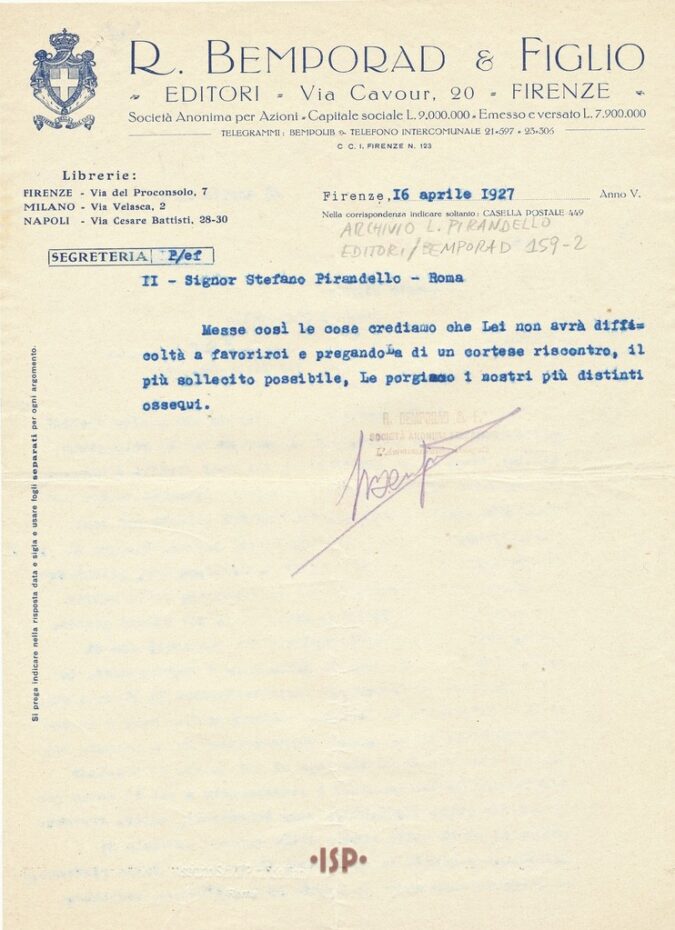 R. BEMPORAD & FIGLIO
EDITORI - Via Cavour, 20 - FIRENZE
Società Anonima per Azioni - Capitale sociale L. 9.000.000 - Emesso e versato L. 7.900.000
TELEGRAMMI: BEMPOLIB - TELEFONO INTERCOMUNALE 21-597 - 23-306
C C. I. FIRENZE N. 123
Librerie:
FIRENZE - Via del Proconsolo, 7
MILANO - Via Velasca, 2
NAPOLI - Via Cesare Battisti, 28-30
Firenze, 16 aprile 1927 Anno V.
Nella corrispondenza indicare soltanto: CASELLA POSTALE 449
ARCHIVIO L. PIRANDELLO
EDITORI/BEMPORAD 159-2
SEGRETERIA P/ef
II - Signor Stefano Pirandello - Roma
Messe così le cose crediamo che Lei non avrà diffi=
coltà a favorirci e pregandoLa di un cortese riscontro, il
più sollecito possibile, Le porgiamo i nostri più distinti
ossequi.
R. BEMPORAD & F.
SOCIETÀ ANONIMA
Si prega indicare nella risposta data e sigla e usare fogli separati per ogni argomento.
•ISP•